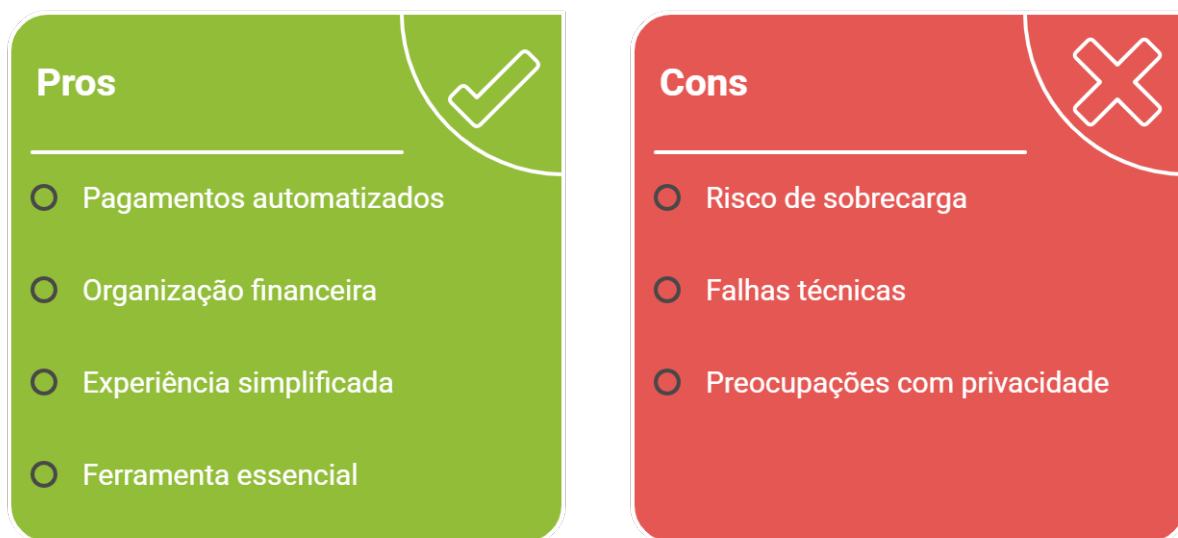 Pros
Pagamentos automatizados
Organização financeira
Experiência simplificada
Ferramenta essencial
Cons
Risco de sobrecarga
Falhas técnicas
Preocupações com privacidade